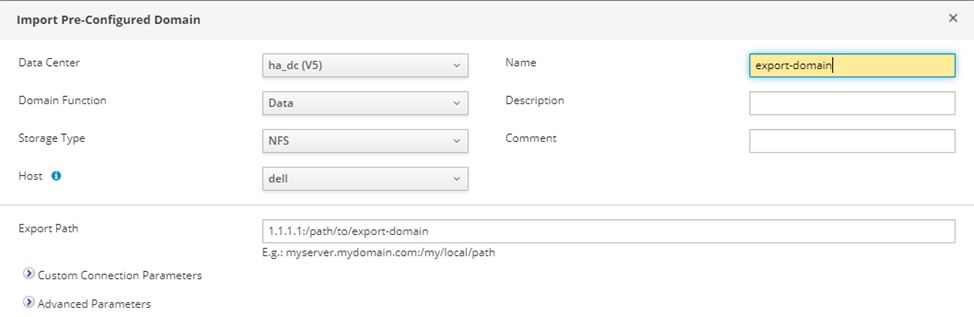 Import Pre-Configured Domain
Data Center ha_dc (V5) Name export-domain
Domain Function Data Description
Storage Type NFS Comment
Host dell
Export Path 1.1.1.1:/path/to/export-domain
E.g.: myserver.mydomain.com:/my/local/path
Custom Connection Parameters
Advanced Parameters